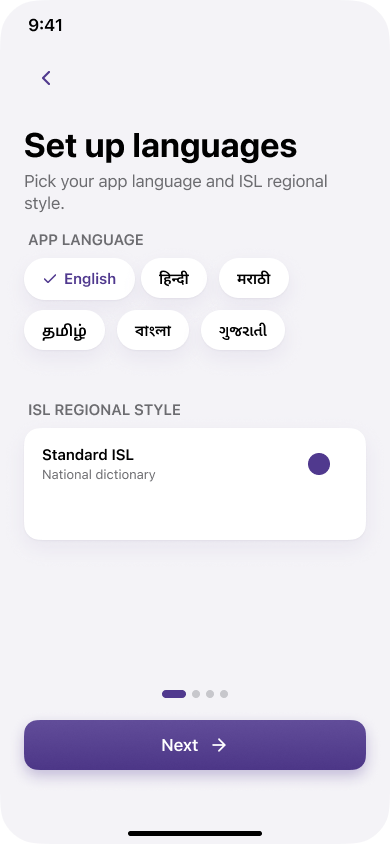 9:41
Set up languages
Pick your app language and ISL regional
style.
APP LANGUAGE
English
हिन्दी
मराठी
தமிழ்
বাংলা
ગુજરાતી
ISL REGIONAL STYLE
Standard ISL
National dictionary
Next